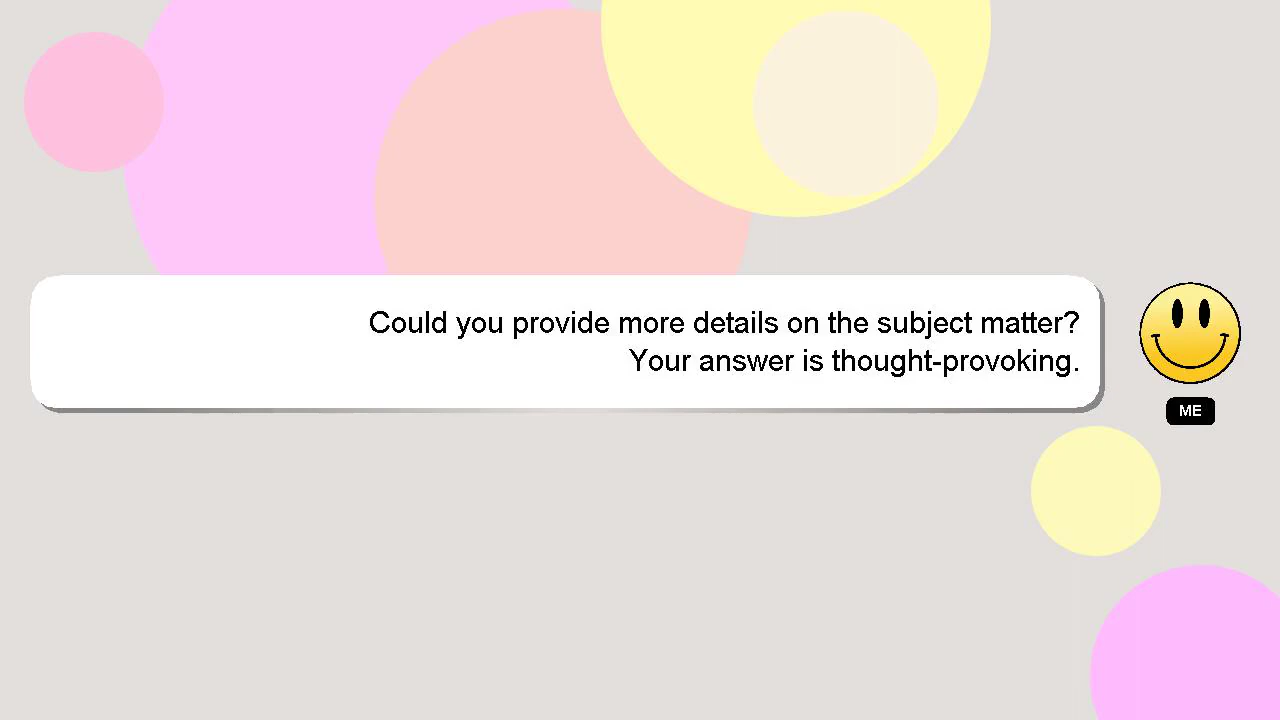 Could you provide more details on the subject matter?
Your answer is thought-provoking.
ME